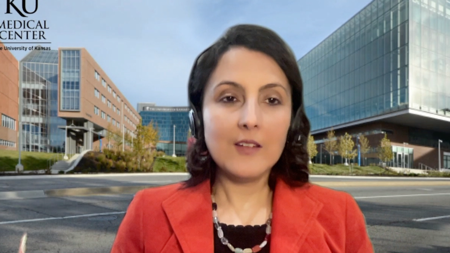 KU
MEDICAL
CENTER
The University of Kansas